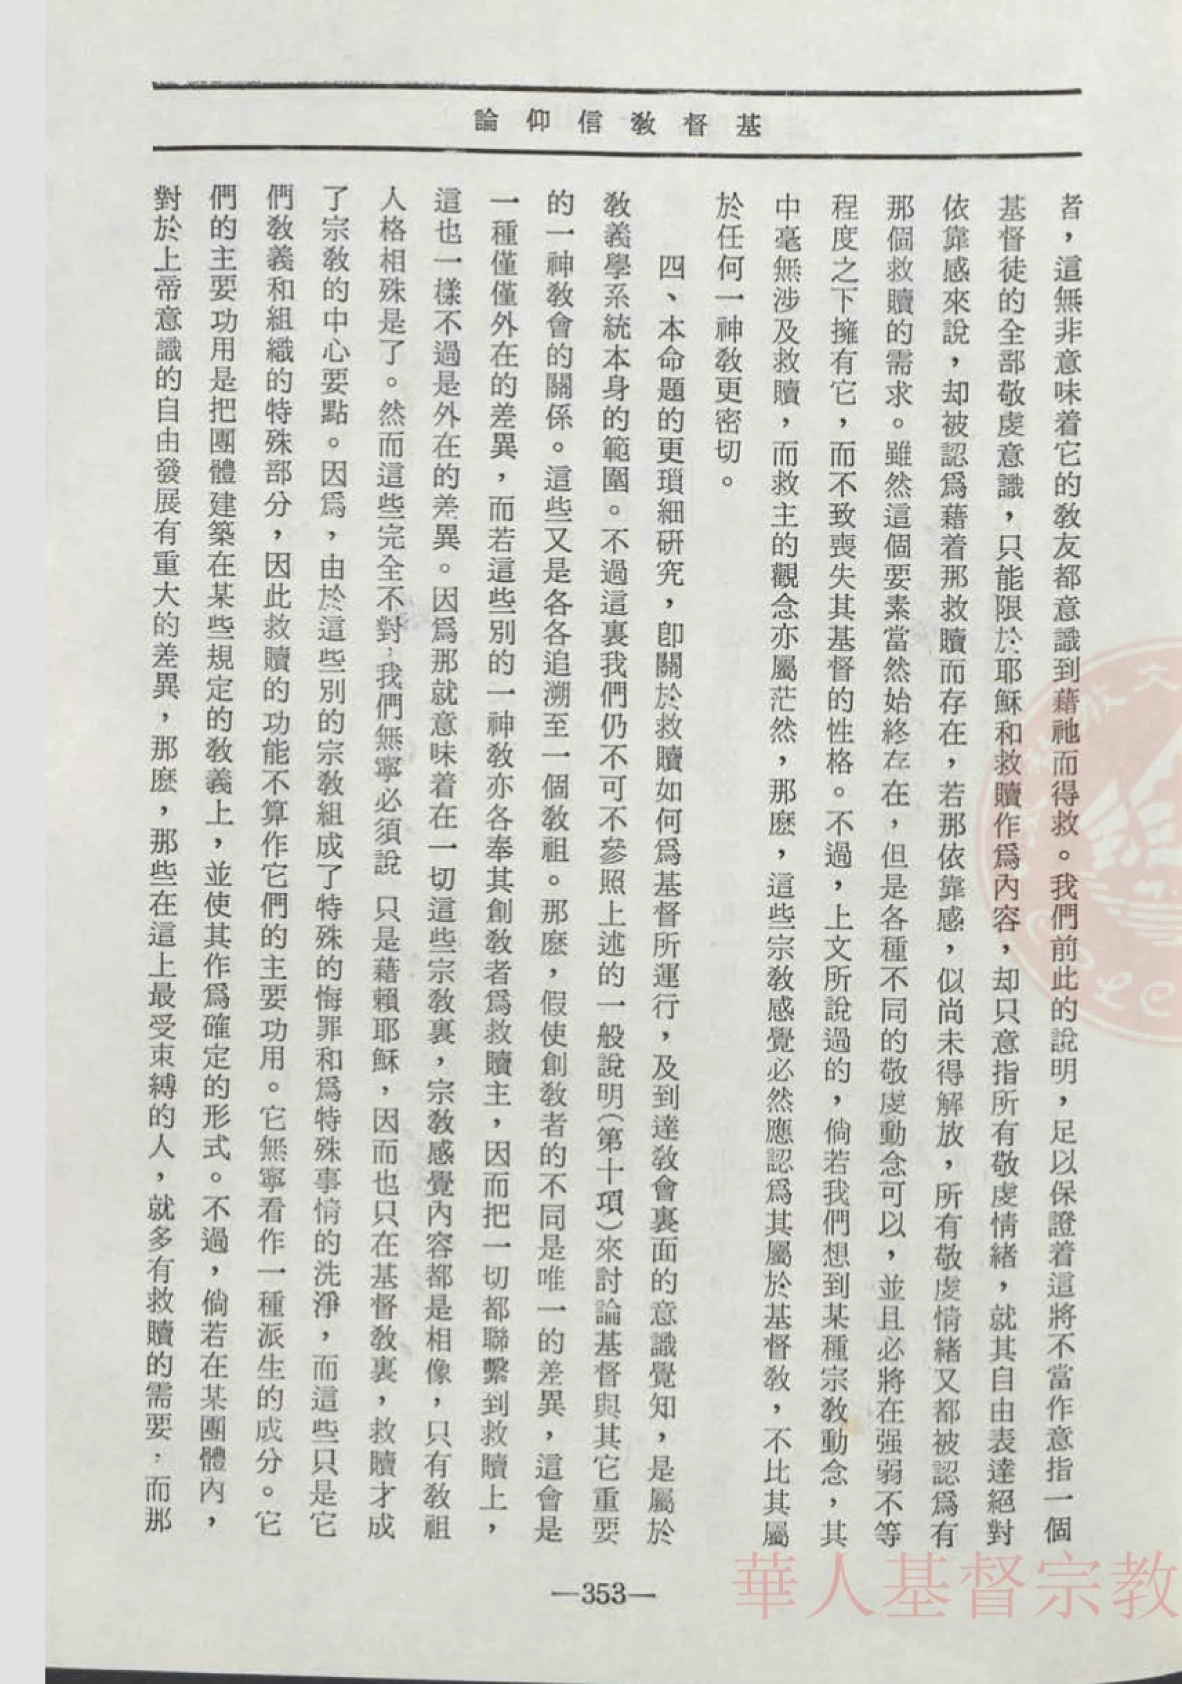 基督教信仰論
者，這無非意味着它的教友都意識到藉祂而得救。我們前此的說明，足以保證着這將不當作意指一個
基督徒的全部敬虔意識，只能限於耶穌和救贖作爲內容，却只意指所有敬虔情緒，就其自由表達絕對
依靠感來說，却被認爲藉着那救贖而存在，若那依靠感，似尚未得解放，所有敬虔情緒又都被認爲有
那個救贖的需求。雖然這個要素當然始終存在，但是各種不同的敬虔動念可以，並且必將在强弱不等
程度之下擁有它，而不致喪失其基督的性格。不過，上文所說過的，倘若我們想到某種宗教動念，其
中毫無涉及救贖，而救主的觀念亦屬茫然，那麽，這些宗教感覺必然應認爲其屬於基督教，不比其屬
於任何一神教更密切。
四、本命題的更瑣細研究，卽關於救贖如何爲基督所運行，及到達教會裏面的意識覺知，是屬於
教義學系統本身的範圍。不過這裏我們仍不可不參照上述的一般說明（第十項）來討論基督與其它重要
的一神教會的關係。這些又是各各追溯至一個教祖。那麽，假使創教者的不同是唯一的差異，這會是
一種僅僅外在的差異，而若這些別的一神教亦各奉其創教者爲救贖主，因而把一切都聯繫到救贖上，
這也一樣不過是外在的差異。因爲那就意味着在一切這些宗教裏，宗教感覺內容都是相像，只有教祖
人格相殊是了。然而這些完全不對，我們無寧必須說 只是藉賴耶穌，因而也只在基督教裏，救贖才成
了宗教的中心要點。因爲，由於這些別的宗教組成了特殊的悔罪和爲特殊事情的洗淨，而這些只是它
們教義和組織的特殊部分，因此救贖的功能不算作它們的主要功用。它無寧看作一種派生的成分。它
們的主要功用是把團體建築在某些規定的教義上，並使其作爲確定的形式。不過，倘若在某團體內，
對於上帝意識的自由發展有重大的差異，那麽，那些在這上最受束縛的人，就多有救贖的需要，而那
—353—
華人基督宗教